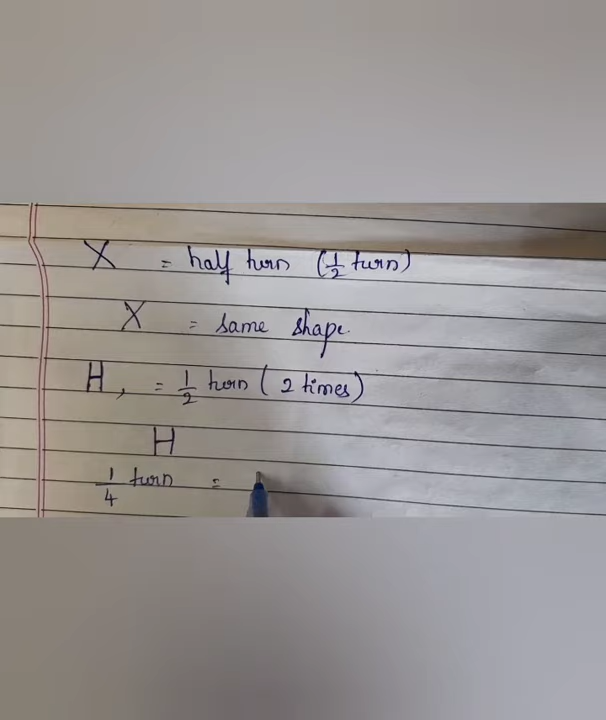 X = half turn (1/2 turn)
X = same shape.
H, = 1/2 turn (2 times)
H
1/4 turn =